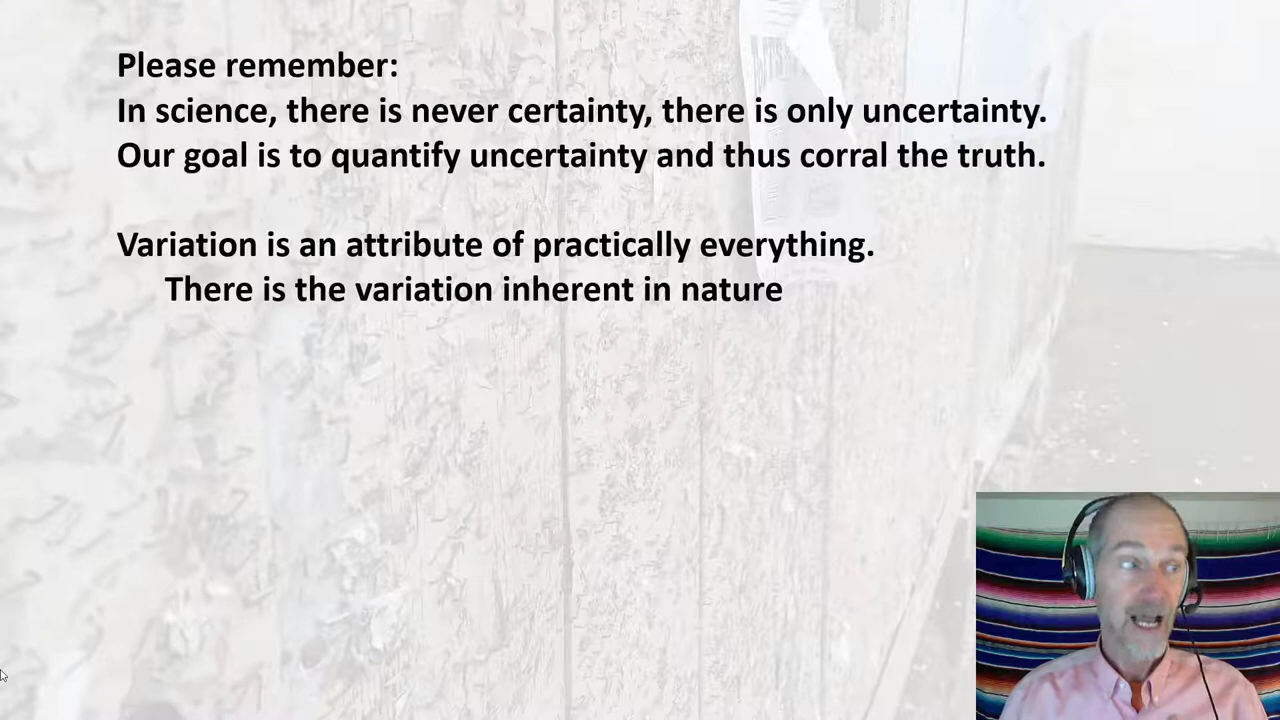 Please remember:
In science, there is never certainty, there is only uncertainty.
Our goal is to quantify uncertainty and thus corral the truth.
Variation is an attribute of practically everything.
There is the variation inherent in nature